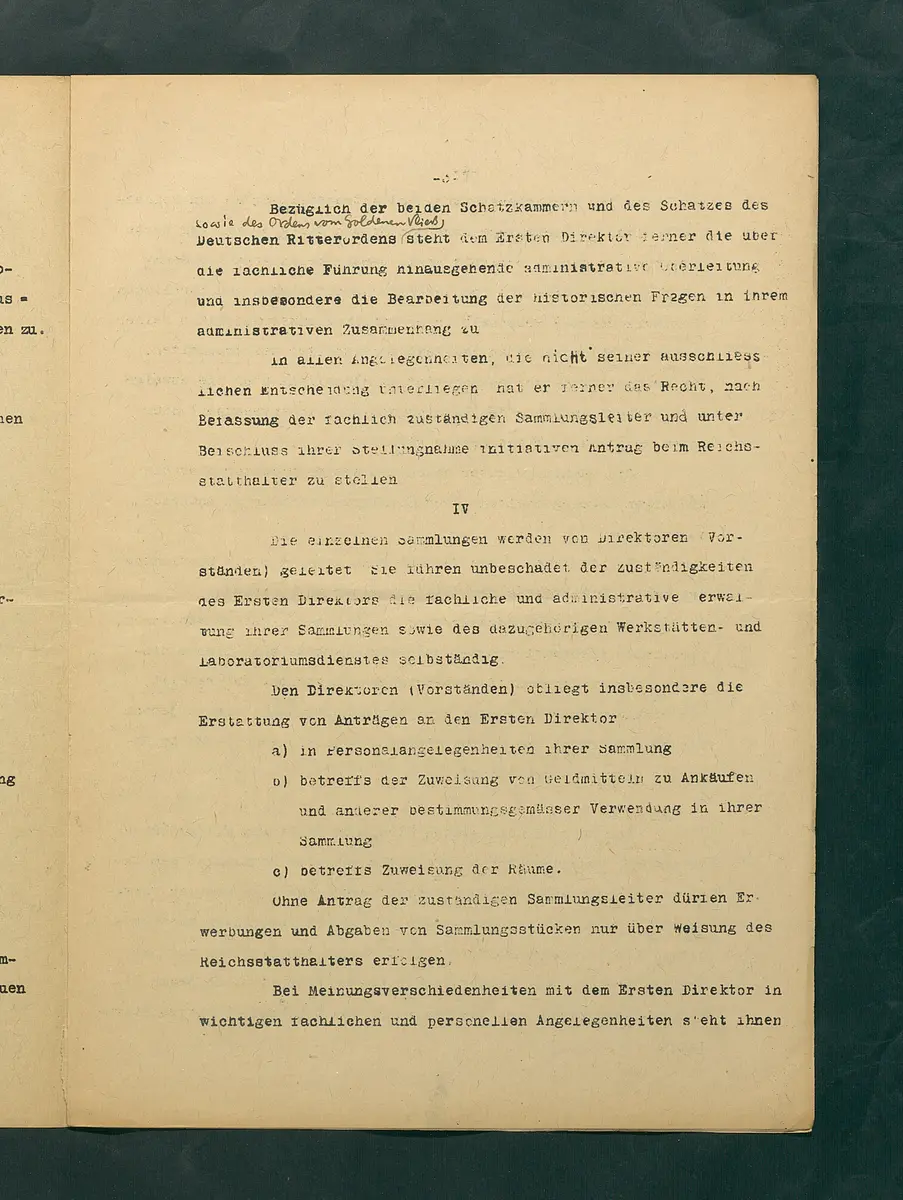 -3-
Bezüglich der beiden Schatzkammern und des Schatzes des
sowie des Ordens vom Goldenen Vließ,
Deutschen Ritterordens steht dem Ersten Direktor ferner die über
die fachliche Führung hinausgehende administrative Oberleitung
und insbesondere die Bearbeitung der historischen Fragen in ihrem
administrativen Zusammenhang zu
In allen Angelegenheiten, die nicht seiner ausschliess
lichen Entscheidung unterliegen hat er ferner das Recht, nach
Befassung der fachlich zuständigen Sammlungsleiter und unter
Beischluss ihrer Stellungnahme initiativen Antrag beim Reichs-
statthalter zu stellen
IV
Die einzelnen Sammlungen werden von Direktoren (Vor-
ständen) geleitet Sie führen unbeschadet der Zuständigkeiten
des Ersten Direktors die fachliche und administrative erwal-
tung ihrer Sammlungen sowie des dazugehörigen Werkstätten- und
Laboratoriumsdienstes selbständig.
Den Direktoren (Vorständen) obliegt insbesondere die
Erstattung von Anträgen an den Ersten Direktor
a) in Personalangelegenheiten ihrer Sammlung
b) betreffs der Zuweisung von Geldmitteln zu Ankäufen
und anderer bestimmungsgemässer Verwendung in ihrer
Sammlung
c) betreffs Zuweisung der Räume.
Ohne Antrag der zuständigen Sammlungsleiter dürfen Er-
werbungen und Abgaben von Sammlungsstücken nur über Weisung des
Reichsstatthalters erfolgen.
Bei Meinungsverschiedenheiten mit dem Ersten Direktor in
wichtigen fachlichen und personellen Angelegenheiten steht ihnen